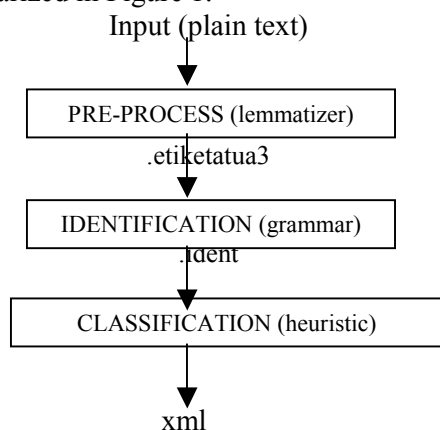 Input (plain text)
PRE-PROCESS (lemmatizer)
.etiketatua3
IDENTIFICATION (grammar)
.ident
CLASSIFICATION (heuristic)
xml